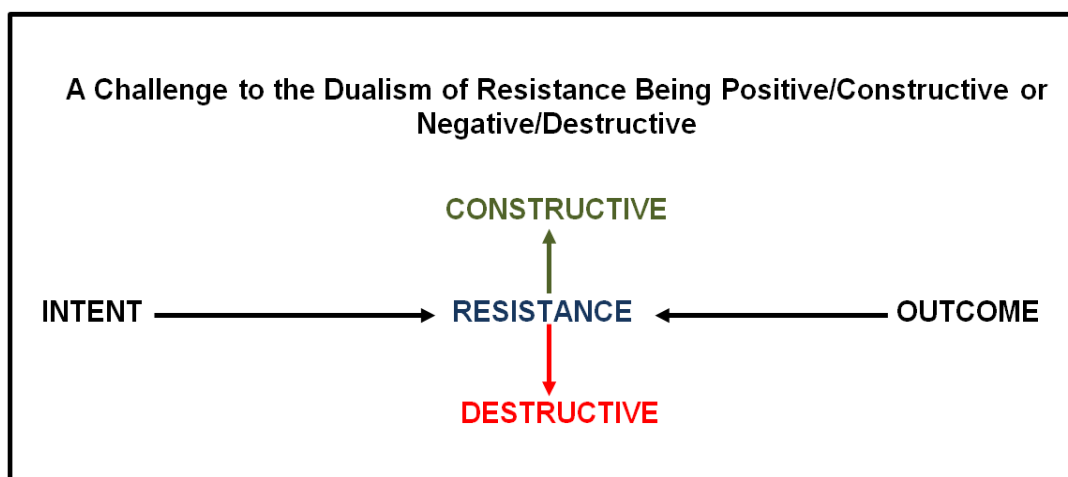 A Challenge to the Dualism of Resistance Being Positive/Constructive or
Negative/Destructive
CONSTRUCTIVE
INTENT RESISTANCE OUTCOME
DESTRUCTIVE